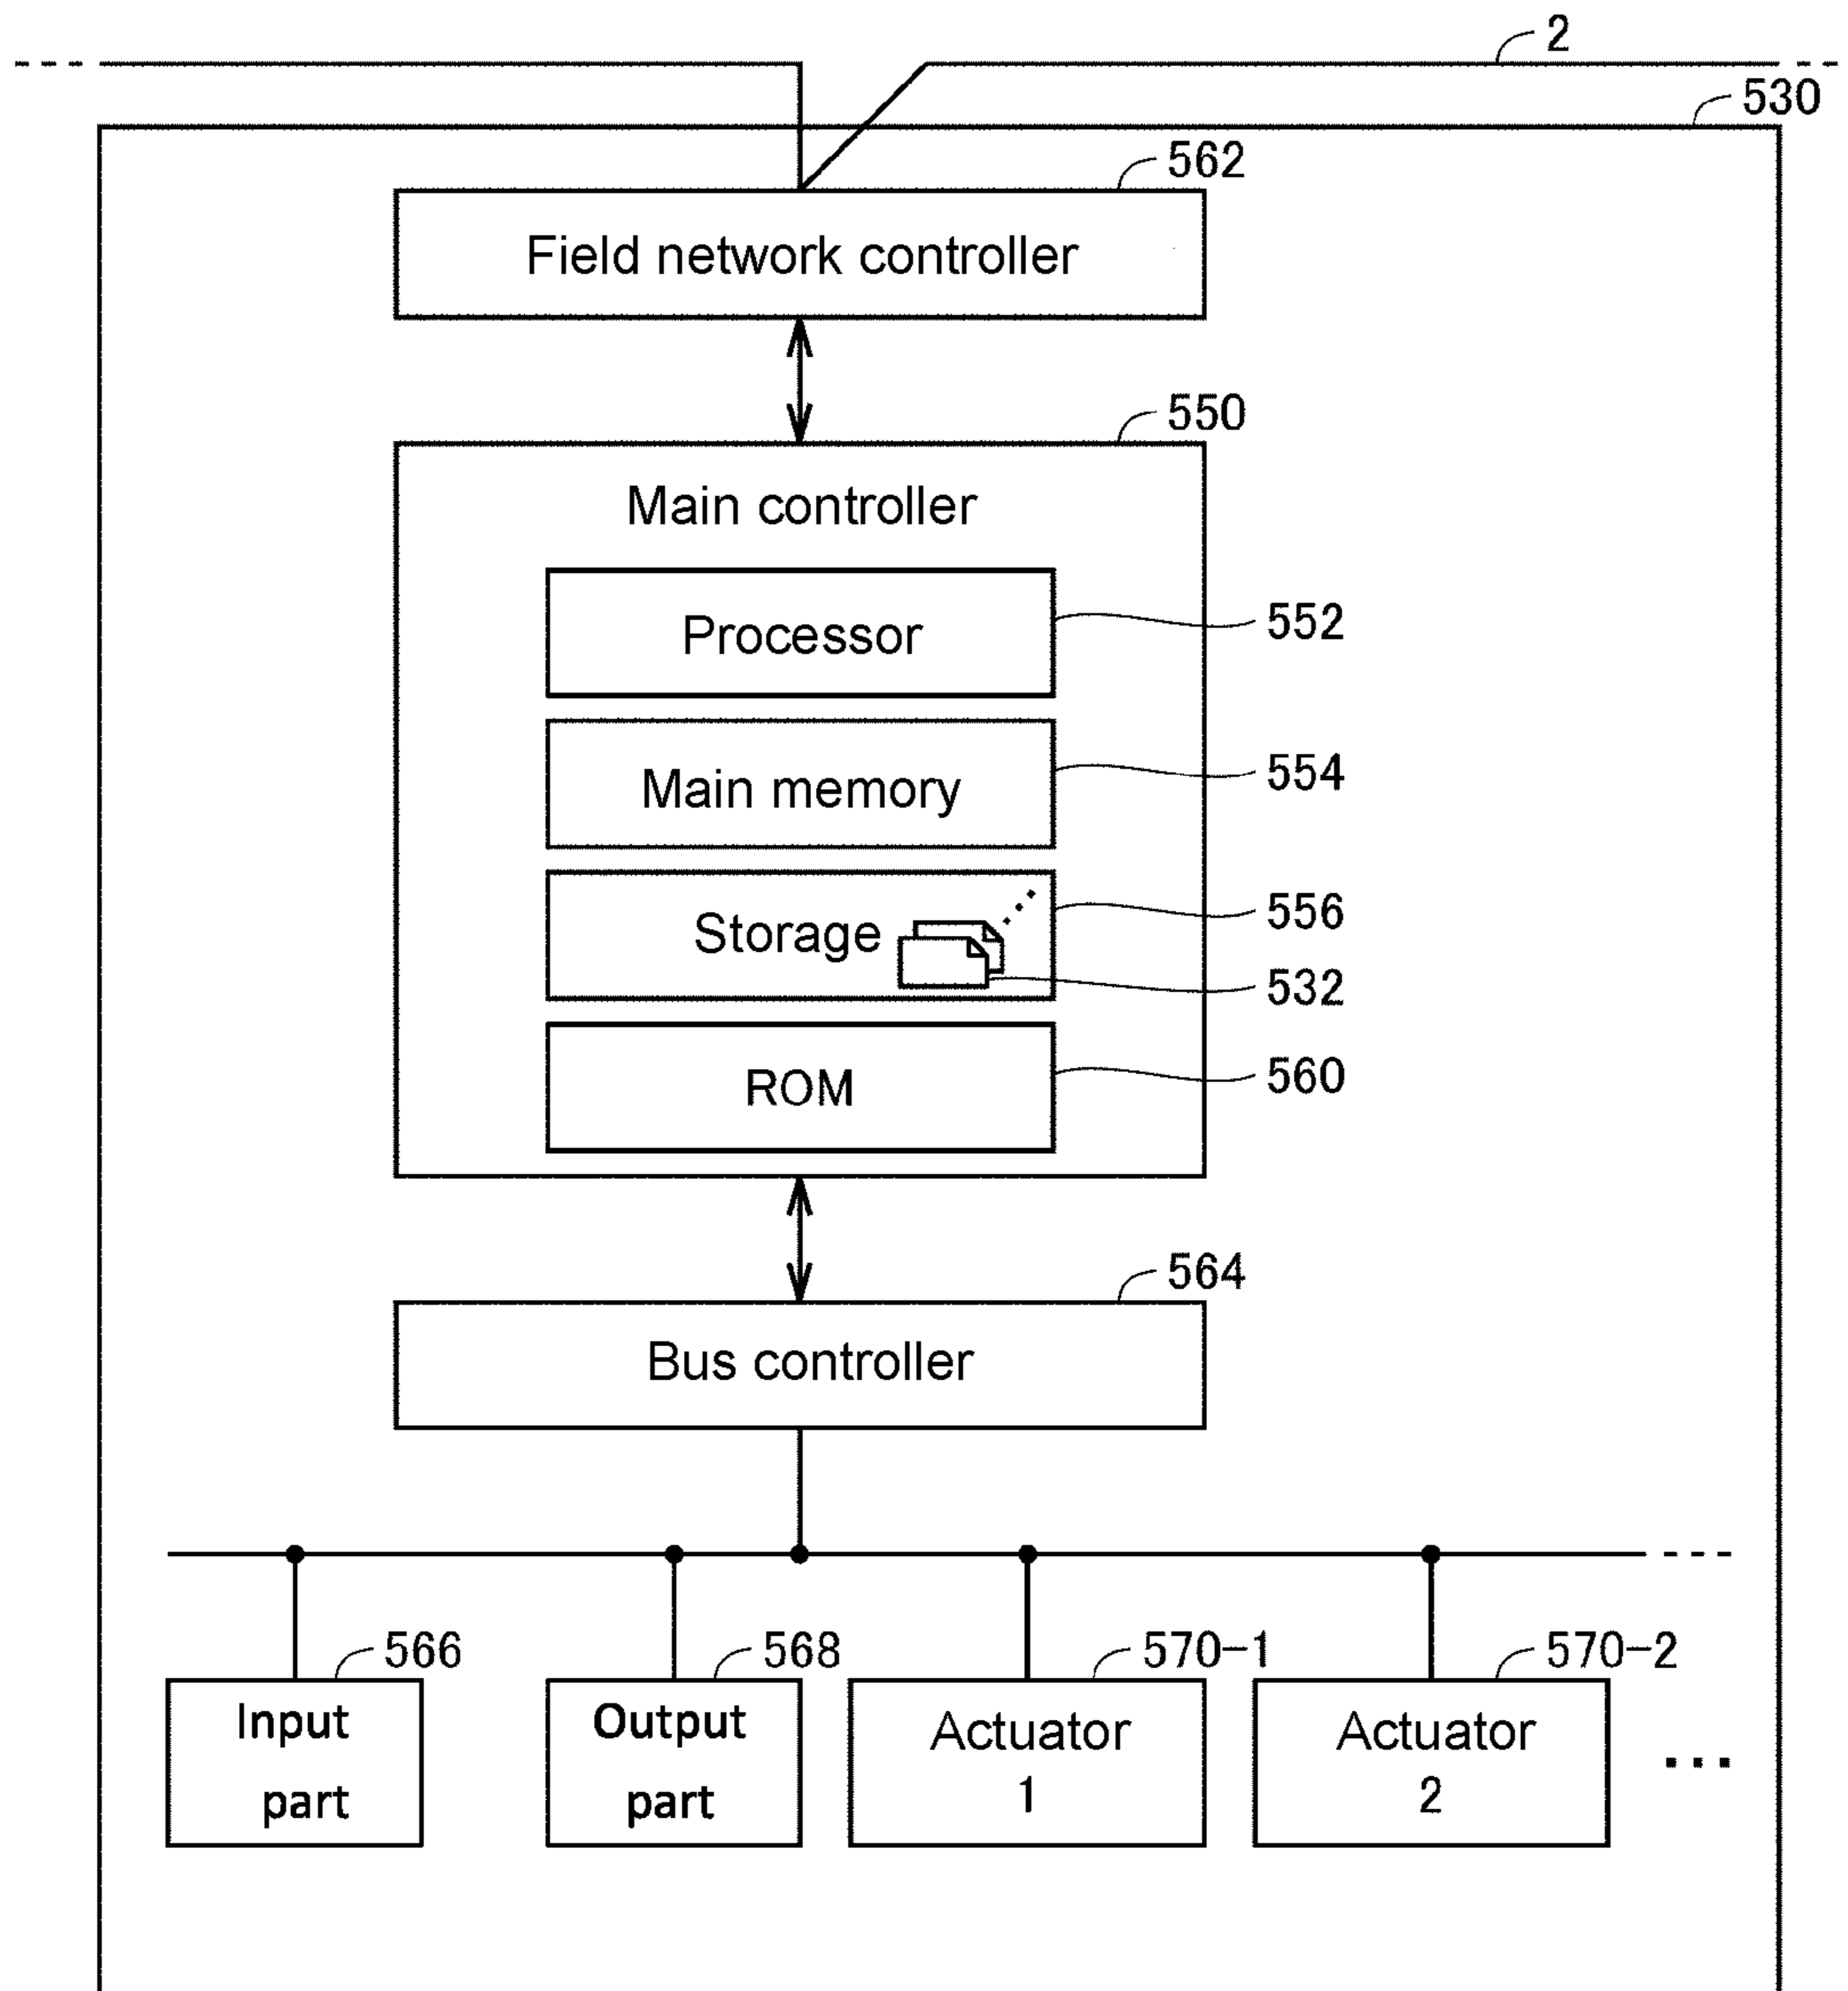 2
530
562
Field network controller
550
Main controller
Processor
552
Main memory
554
Storage
556
532
ROM
560
564
Bus controller
566
568
570-1
570-2
Input
part
Output
part
Actuator
1
Actuator
2
...